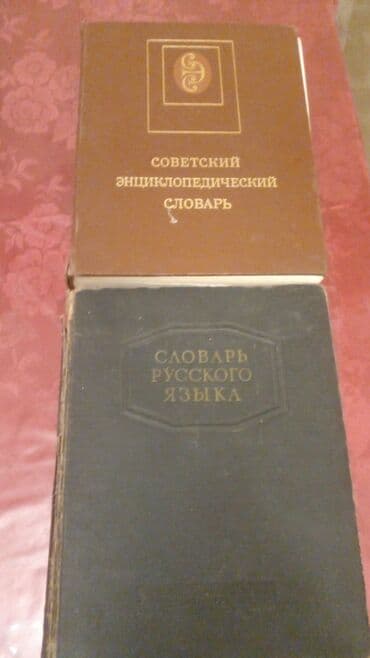 СОВЕТСКИЙ
ЭНЦИКЛОПЕДИЧЕСКИЙ
СЛОВАРЬ
СЛОВАРЬ
РУССКОГО
ЯЗЫКА